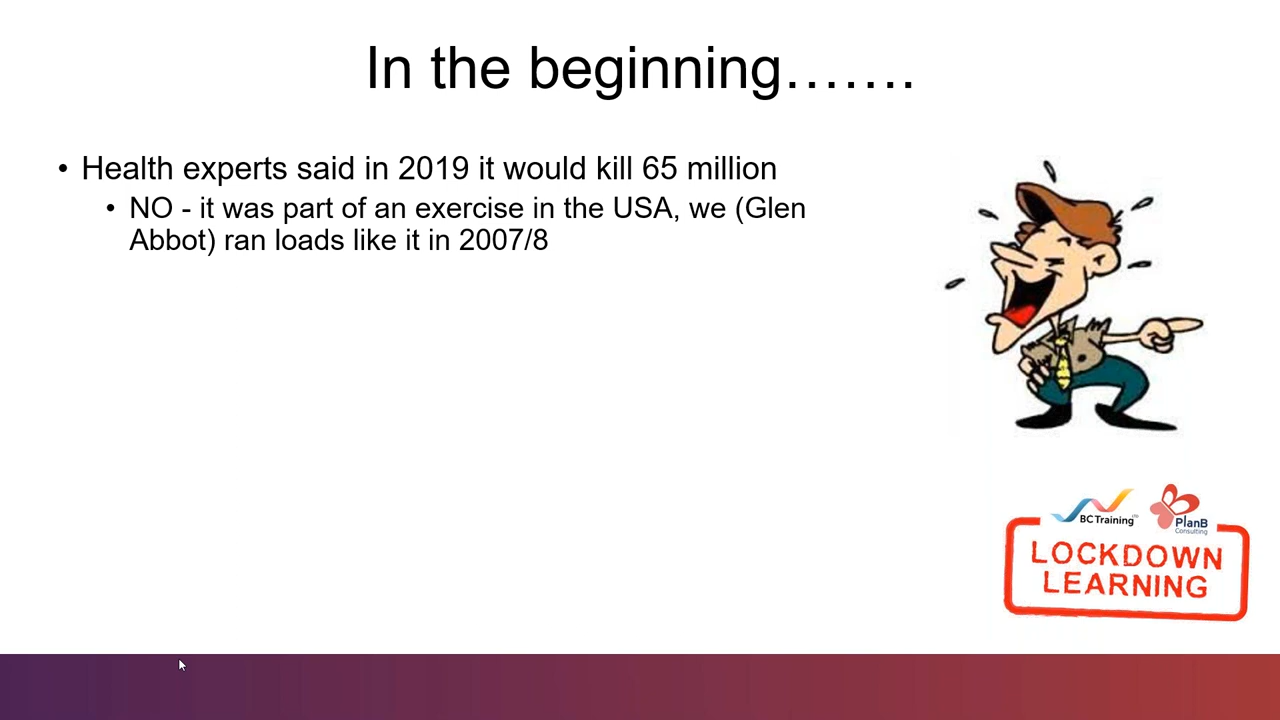 In the beginning…….
• Health experts said in 2019 it would kill 65 million
• NO - it was part of an exercise in the USA, we (Glen
Abbot) ran loads like it in 2007/8
BC Training LTD
PlanB
Consulting
LOCKDOWN
LEARNING